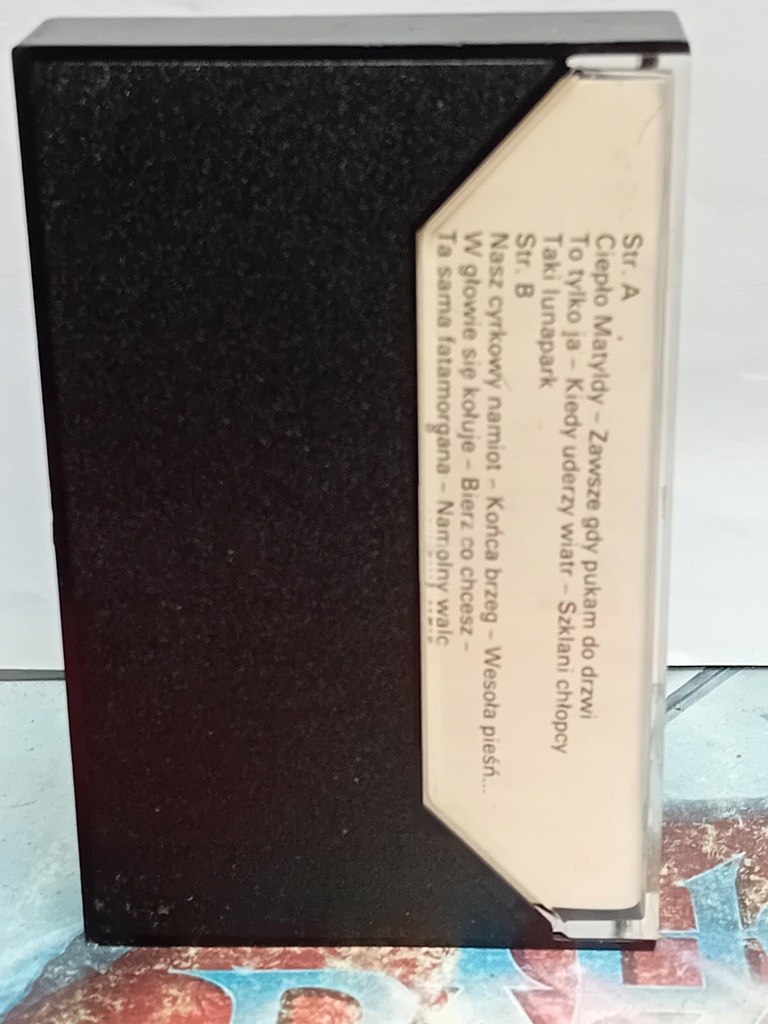 Str. A
Ciepło Matyldy – Zawsze gdy pukam do drzwi
To tylko ja – Kiedy uderzy wiatr – Szklani chłopcy
Taki lunapark
Str. B
Nasz cyrkowy namiot – Końca brzeg – Wesoła pieśń...
W głowie się kołuje – Bierz co chcesz –
Ta sama fatamorgana – Namolny walc